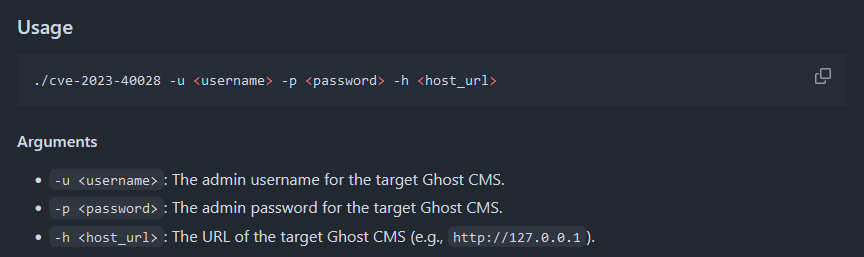 Usage
./cve-2023-40028 -u <username> -p <password> -h <host_url>
Arguments
• -u <username>: The admin username for the target Ghost CMS.
• -p <password>: The admin password for the target Ghost CMS.
• -h <host_url>: The URL of the target Ghost CMS (e.g., http://127.0.0.1).